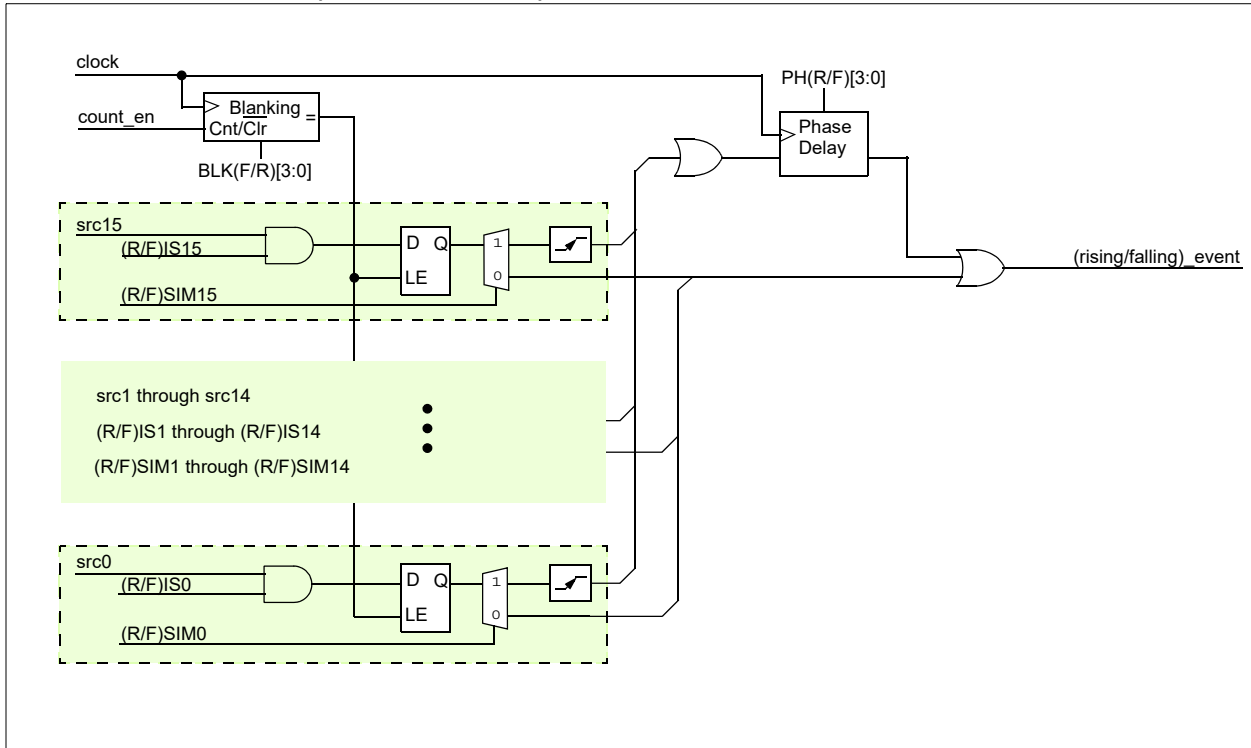 clock
PH(R/F)[3:0]
Blanking =
count_en
Cnt/Clr
Phase
Delay
BLK(F/R)[3:0]
src15
(R/F)IS15
D Q
1
LE
0
(R/F)SIM15
(rising/falling)_event
src1 through src14
(R/F)IS1 through (R/F)IS14
(R/F)SIM1 through (R/F)SIM14
src0
(R/F)IS0
D Q
1
LE
0
(R/F)SIM0